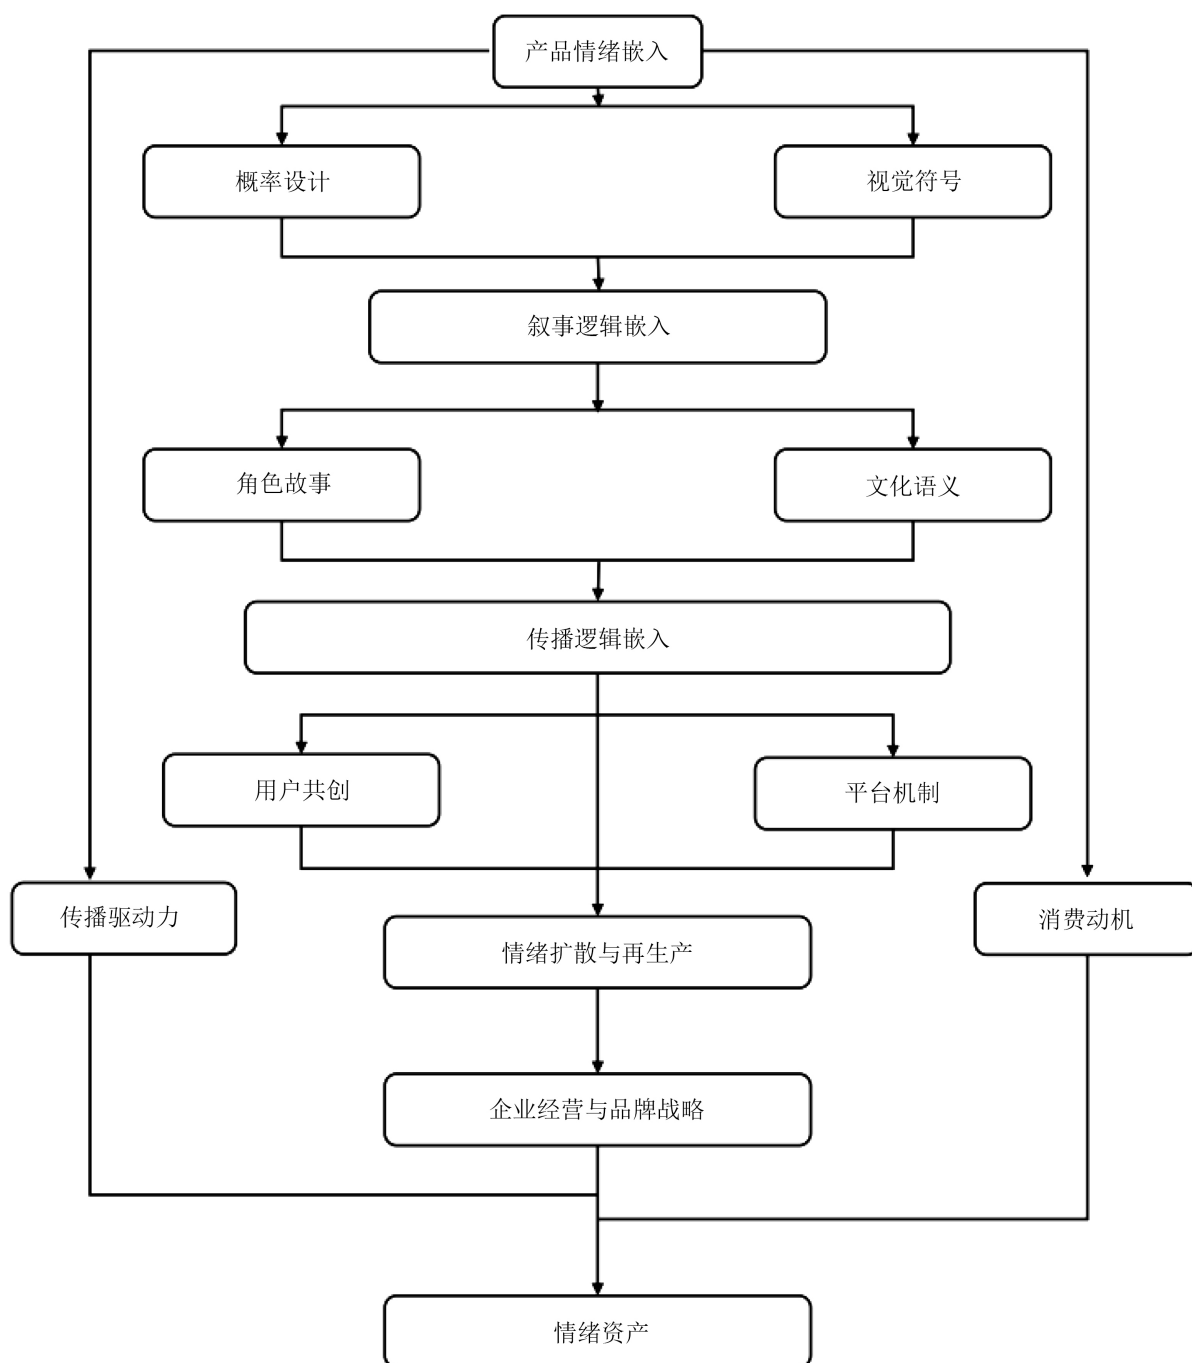 产品情绪嵌入
概率设计
视觉符号
叙事逻辑嵌入
角色故事
文化语义
传播逻辑嵌入
用户共创
平台机制
传播驱动力
消费动机
情绪扩散与再生产
企业经营与品牌战略
情绪资产